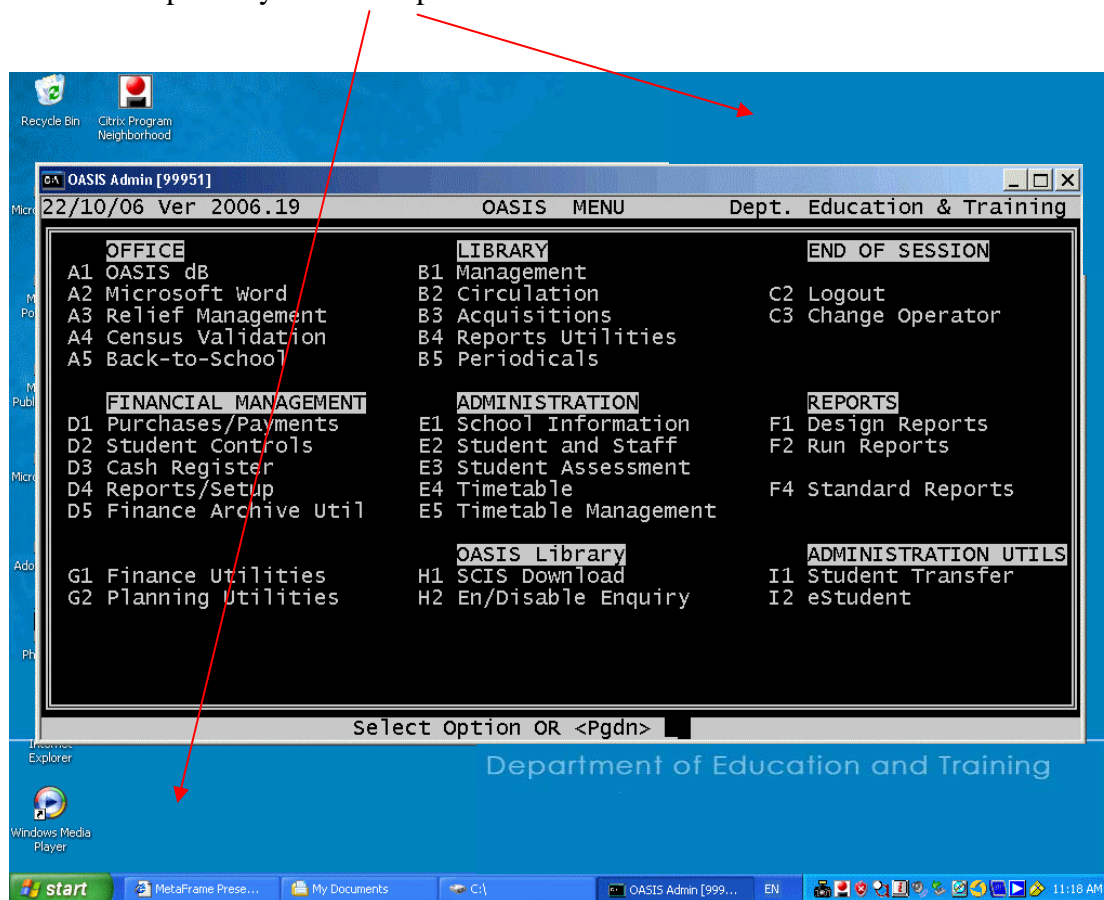 Recycle Bin
Citrix Program
Neighborhood
OASIS Admin [99951]
22/10/06 Ver 2006.19 OASIS MENU Dept. Education & Training
OFFICE LIBRARY END OF SESSION
A1 OASIS dB B1 Management
A2 Microsoft Word B2 Circulation C2 Logout
A3 Relief Management B3 Acquisitions C3 Change Operator
A4 Census Validation B4 Reports Utilities
A5 Back-to-School B5 Periodicals
FINANCIAL MANAGEMENT ADMINISTRATION REPORTS
D1 Purchases/Payments E1 School Information F1 Design Reports
D2 Student Controls E2 Student and Staff F2 Run Reports
D3 Cash Register E3 Student Assessment
D4 Reports/Setup E4 Timetable F4 Standard Reports
D5 Finance Archive Util E5 Timetable Management
OASIS Library ADMINISTRATION UTILS
G1 Finance Utilities H1 SCIS Download I1 Student Transfer
G2 Planning Utilities H2 En/Disable Enquiry I2 eStudent
Select Option OR <Pgdn>
Explorer
Department of Education and Training
Windows Media
Player
start MetaFrame Prese... My Documents C:\ OASIS Admin [999... EN 11:18 AM